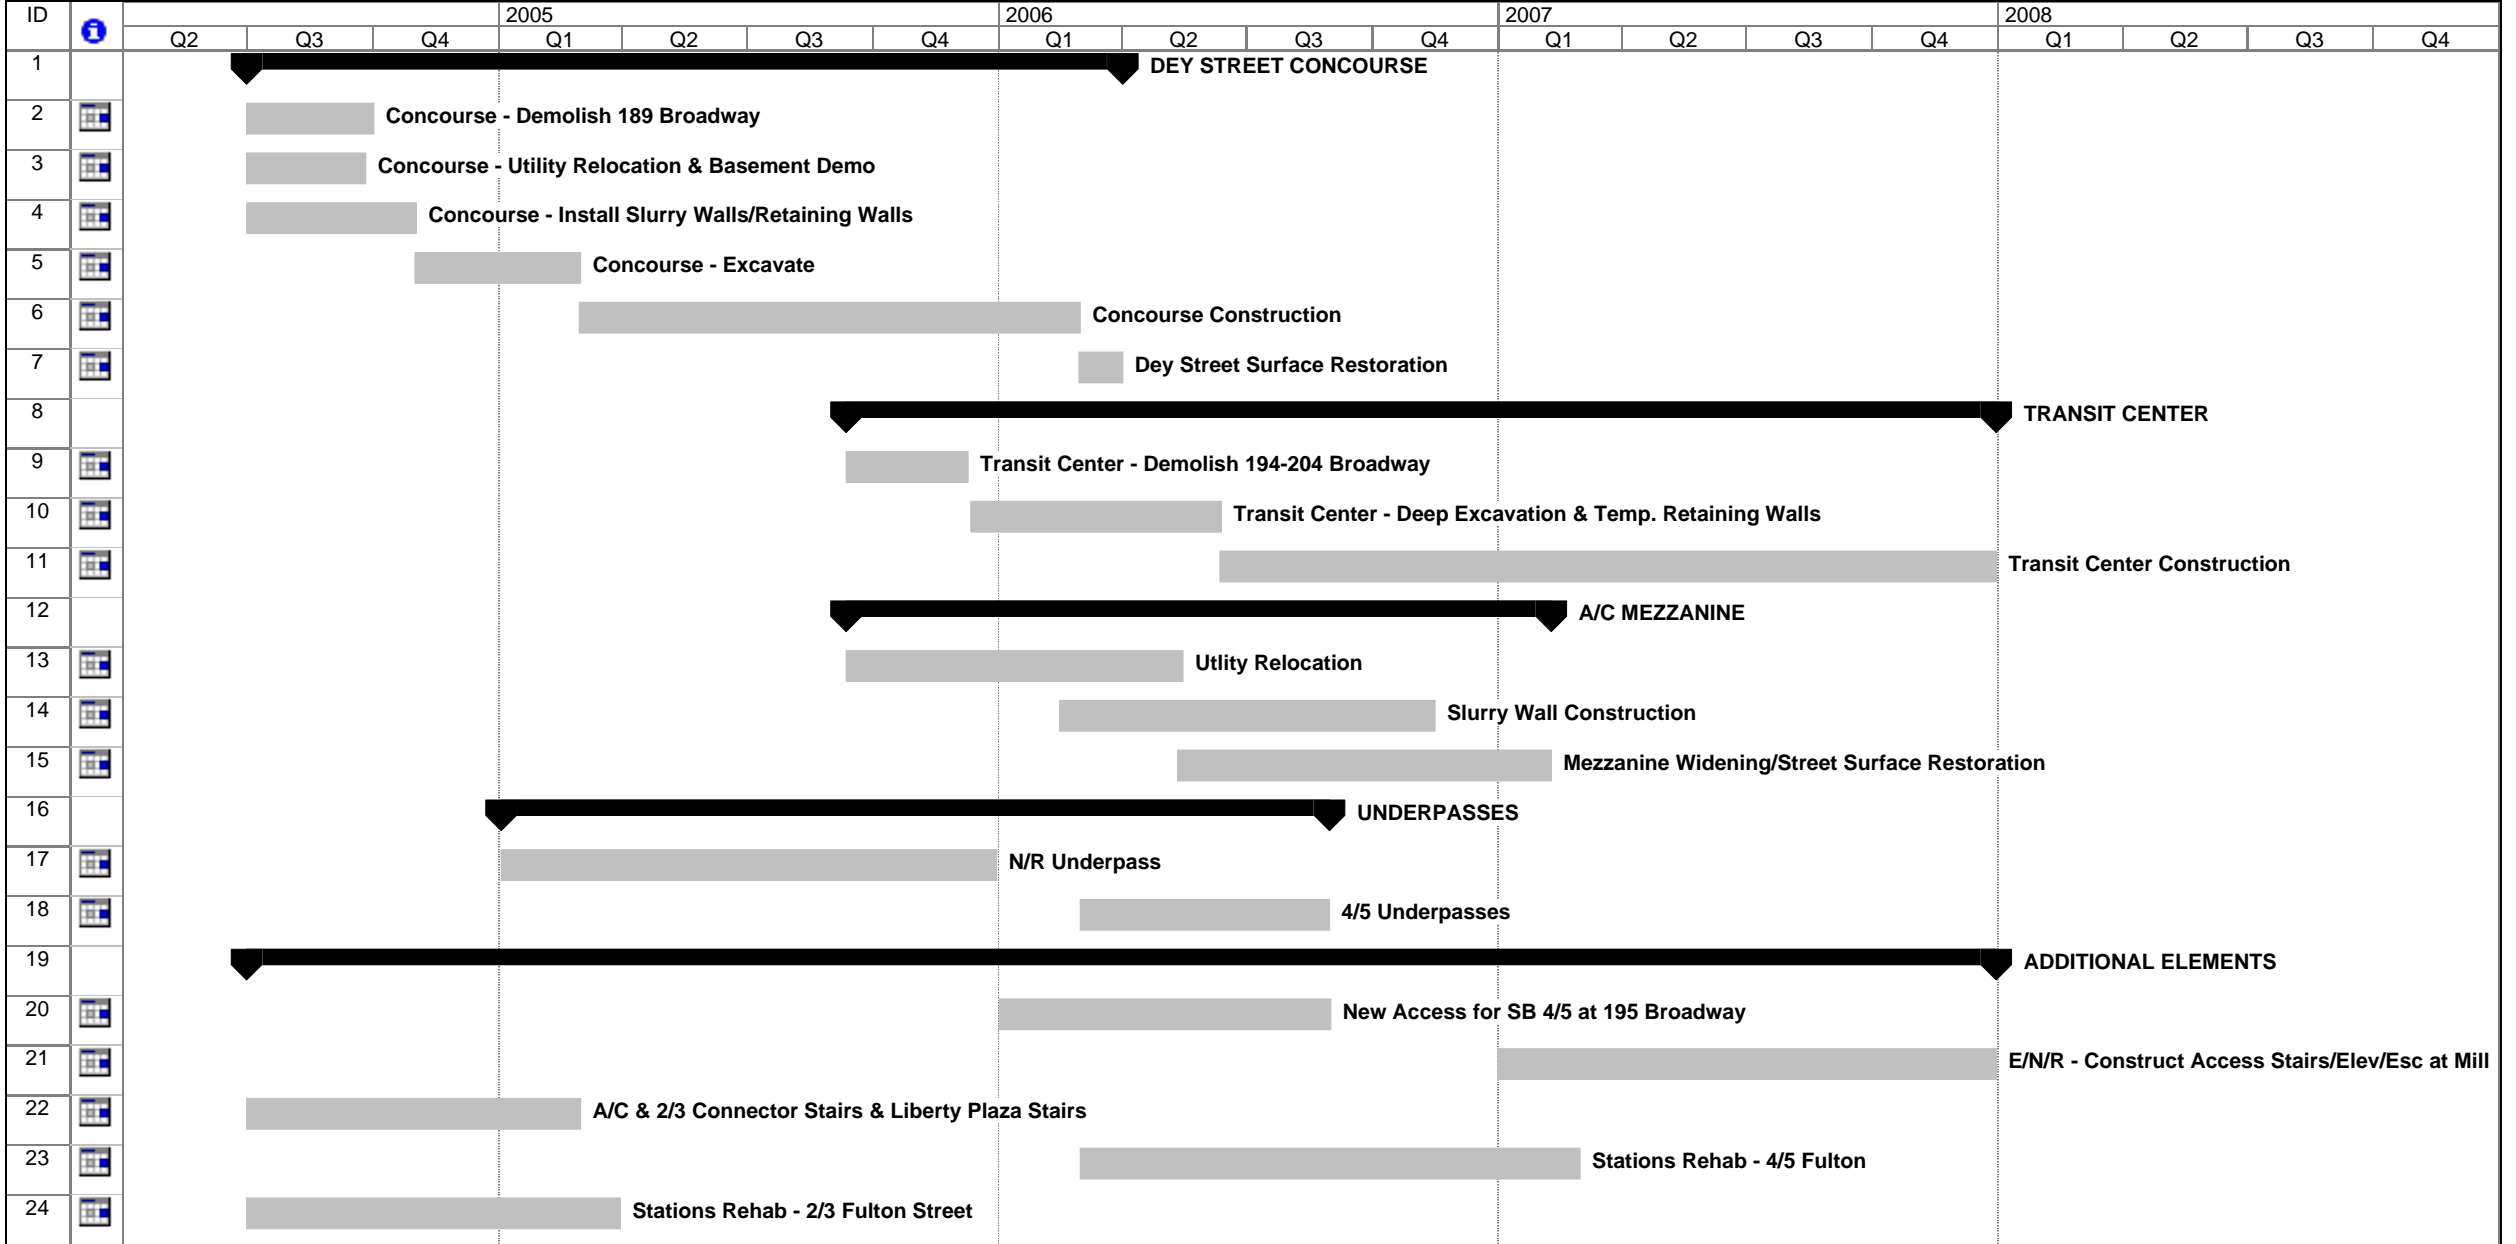 ID 2005 2006 2007 2008
Q2 Q3 Q4 Q1 Q2 Q3 Q4 Q1 Q2 Q3 Q4 Q1 Q2 Q3 Q4 Q1 Q2 Q3 Q4
1 DEY STREET CONCOURSE
2 Concourse - Demolish 189 Broadway
3 Concourse - Utility Relocation & Basement Demo
4 Concourse - Install Slurry Walls/Retaining Walls
5 Concourse - Excavate
6 Concourse Construction
7 Dey Street Surface Restoration
8 TRANSIT CENTER
9 Transit Center - Demolish 194-204 Broadway
10 Transit Center - Deep Excavation & Temp. Retaining Walls
11 Transit Center Construction
12 A/C MEZZANINE
13 Utlity Relocation
14 Slurry Wall Construction
15 Mezzanine Widening/Street Surface Restoration
16 UNDERPASSES
17 N/R Underpass
18 4/5 Underpasses
19 ADDITIONAL ELEMENTS
20 New Access for SB 4/5 at 195 Broadway
21 E/N/R - Construct Access Stairs/Elev/Esc at Mill
22 A/C & 2/3 Connector Stairs & Liberty Plaza Stairs
23 Stations Rehab - 4/5 Fulton
24 Stations Rehab - 2/3 Fulton Street